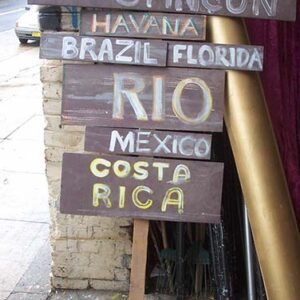 HAVANA
BRAZIL FLORIDA
RIO
MEXICO
COSTA
RICA